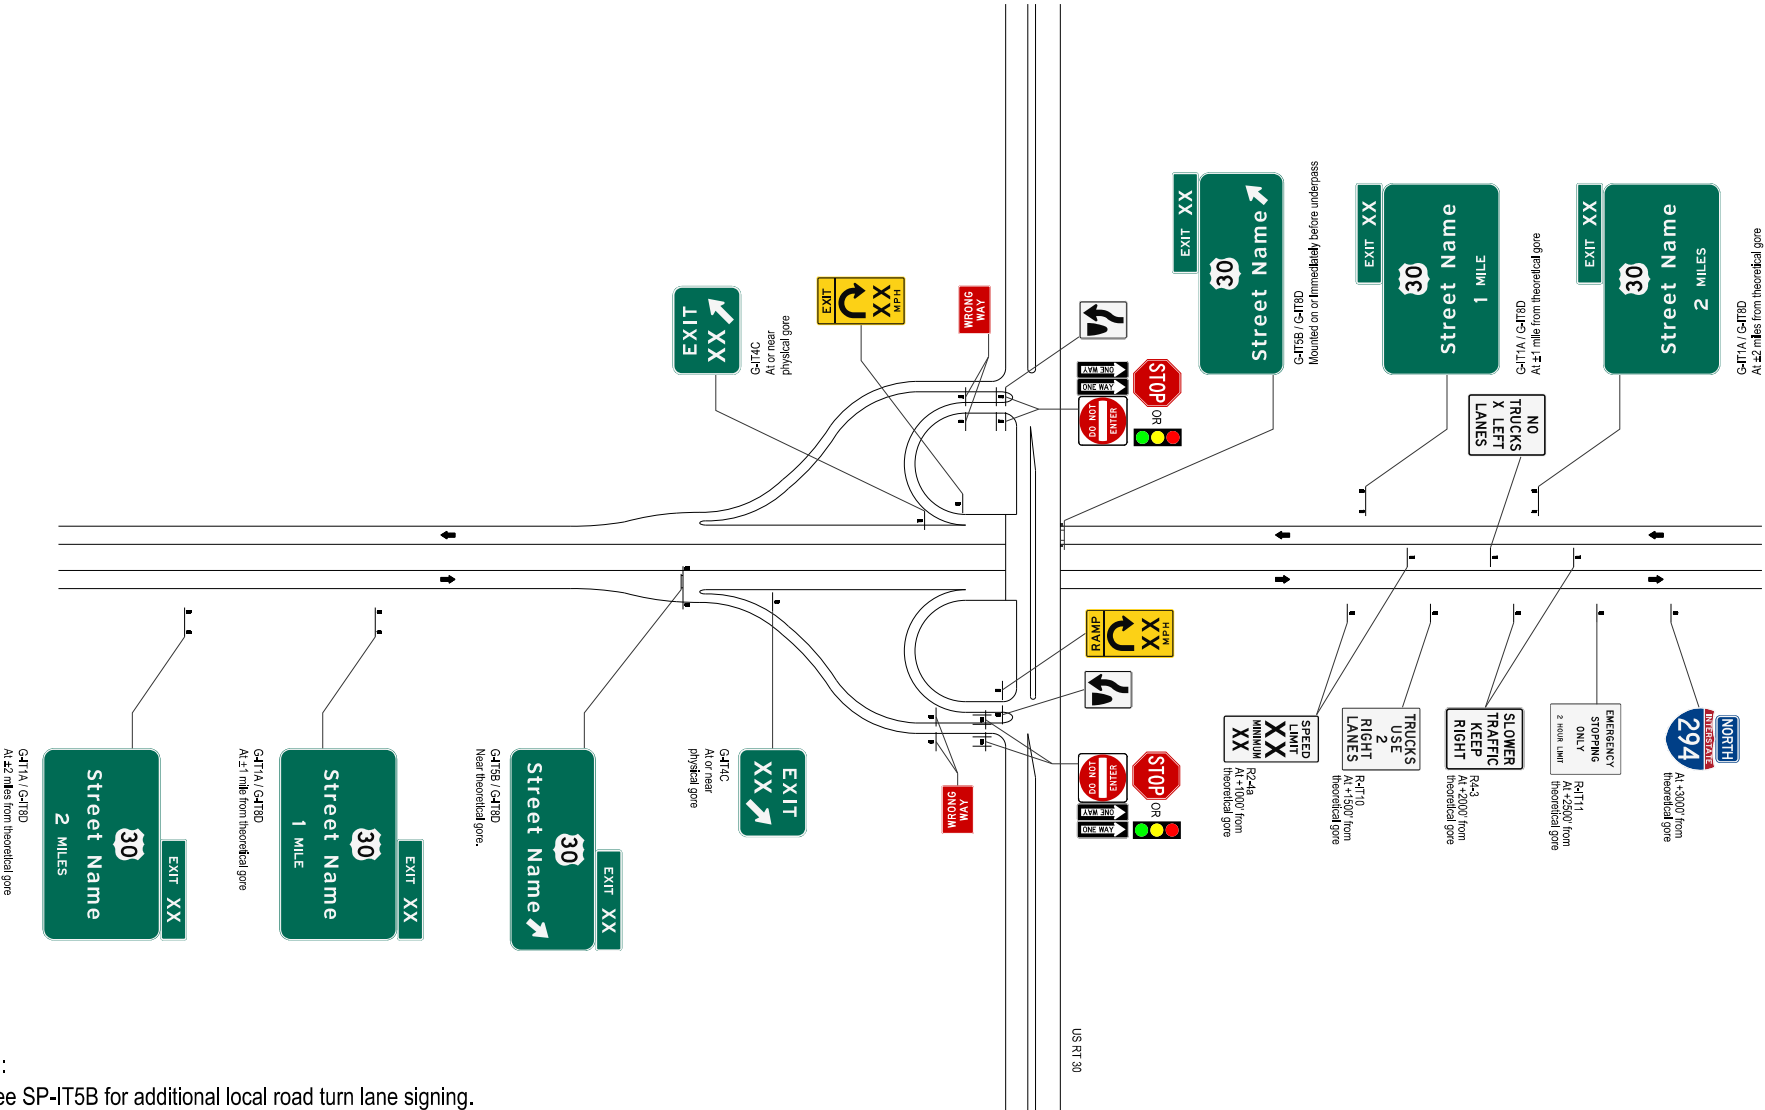 EXIT XX
30
Street Name
G-IT5B / G-IT8D
Mounted on or immediately before underpass
EXIT XX
30
Street Name
1 MILE
G-IT1A / G-IT8D
At ±1 mile from theoretical gore
EXIT XX
30
Street Name
2 MILES
G-IT1A / G-IT8D
At ±2 miles from theoretical gore
EXIT
XX
G-IT4C
At or near
physical gore
XX
MPH
EXIT
WRONG
WAY
ONE WAY
ONE WAY
STOP
OR
DO NOT
ENTER
NO
TRUCKS
X LEFT
LANES
XX
MPH
RAMP
SPEED
LIMIT
XX
MINIMUM
XX
R2-4a
At +1000' from
theoretical gore
TRUCKS
USE
2
RIGHT
LANES
R-IT10
At +1500' from
theoretical gore
SLOWER
TRAFFIC
KEEP
RIGHT
R4-3
At +2000' from
theoretical gore
EMERGENCY
STOPPING
ONLY
2 HOUR LIMIT
R-IT11
At +2500' from
theoretical gore
NORTH
INTERSTATE
294
At +3000' from
theoretical gore
STOP
OR
DO NOT
ENTER
ONE WAY
ONE WAY
WRONG
WAY
EXIT
XX
G-IT4C
At or near
physical gore
EXIT XX
30
Street Name
G-IT5B / G-IT8D
Near theoretical gore.
EXIT XX
30
Street Name
1 MILE
G-IT1A / G-IT8D
At ±1 mile from theoretical gore
EXIT XX
30
Street Name
2 MILES
G-IT1A / G-IT8D
At ±2 miles from theoretical gore
US RT 30
:
ee SP-IT5B for additional local road turn lane signing.